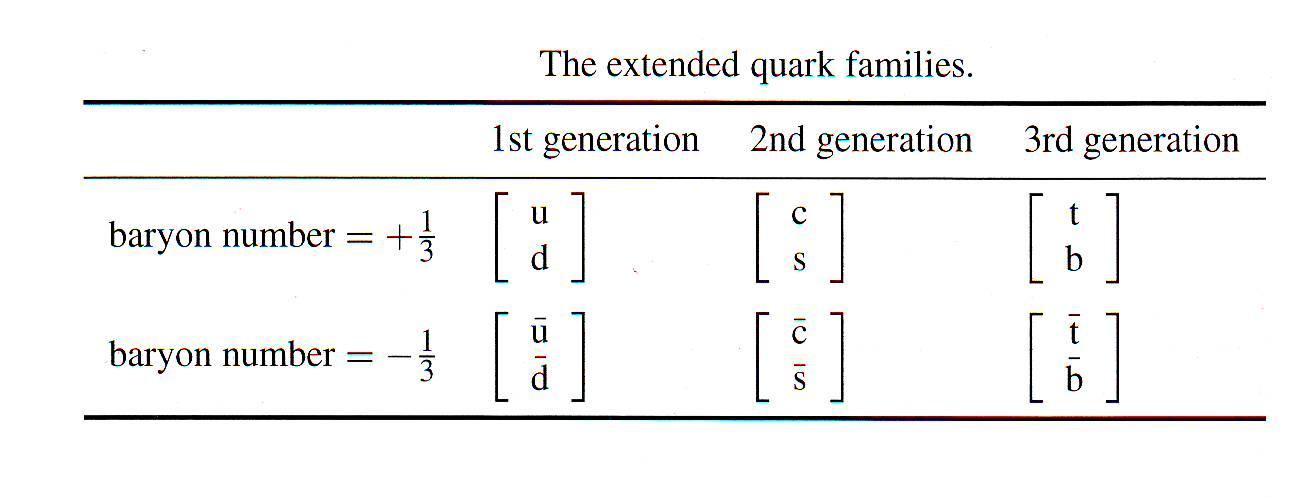 The extended quark families.
1st generation 2nd generation 3rd generation
baryon number = +1/3 [u d] [c s] [t b]
baryon number = −1/3 [ū d̄] [c̄ s̄] [t̄ b̄]